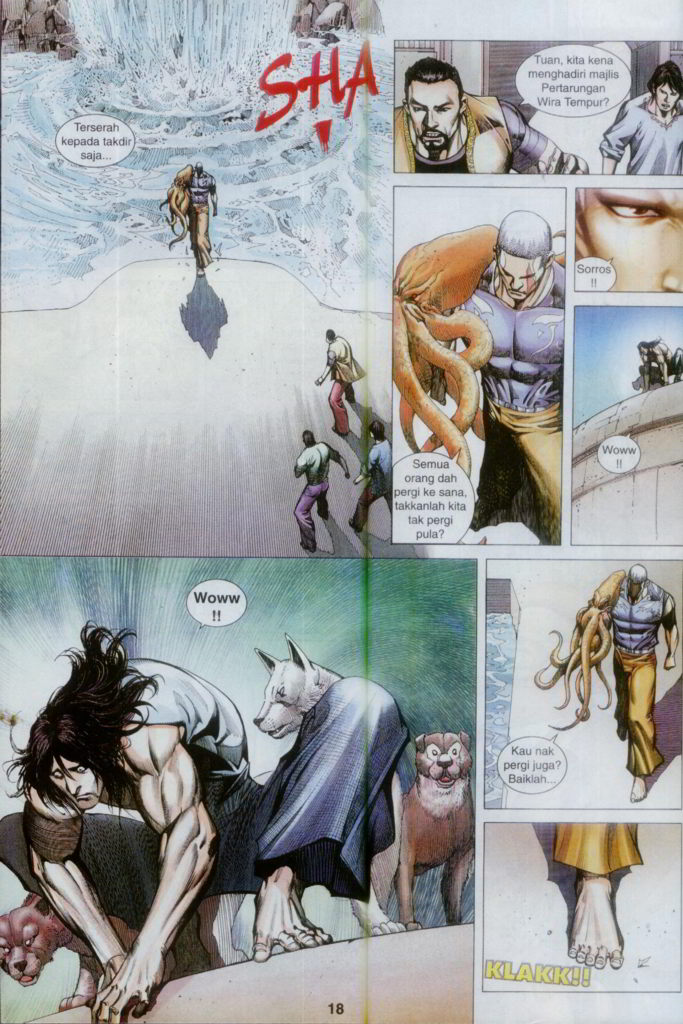 SHA
Terserah
kepada takdir
saja...
Tuan, kita kena
menghadiri majlis
Pertarungan
Wira Tempur?
Sorros
!!
Semua
orang dah
pergi ke sana,
takkanlah kita
tak pergi
pula?
Woww
!!
Woww
!!
Kau nak
pergi juga?
Baiklah...
KLAKK!!
18